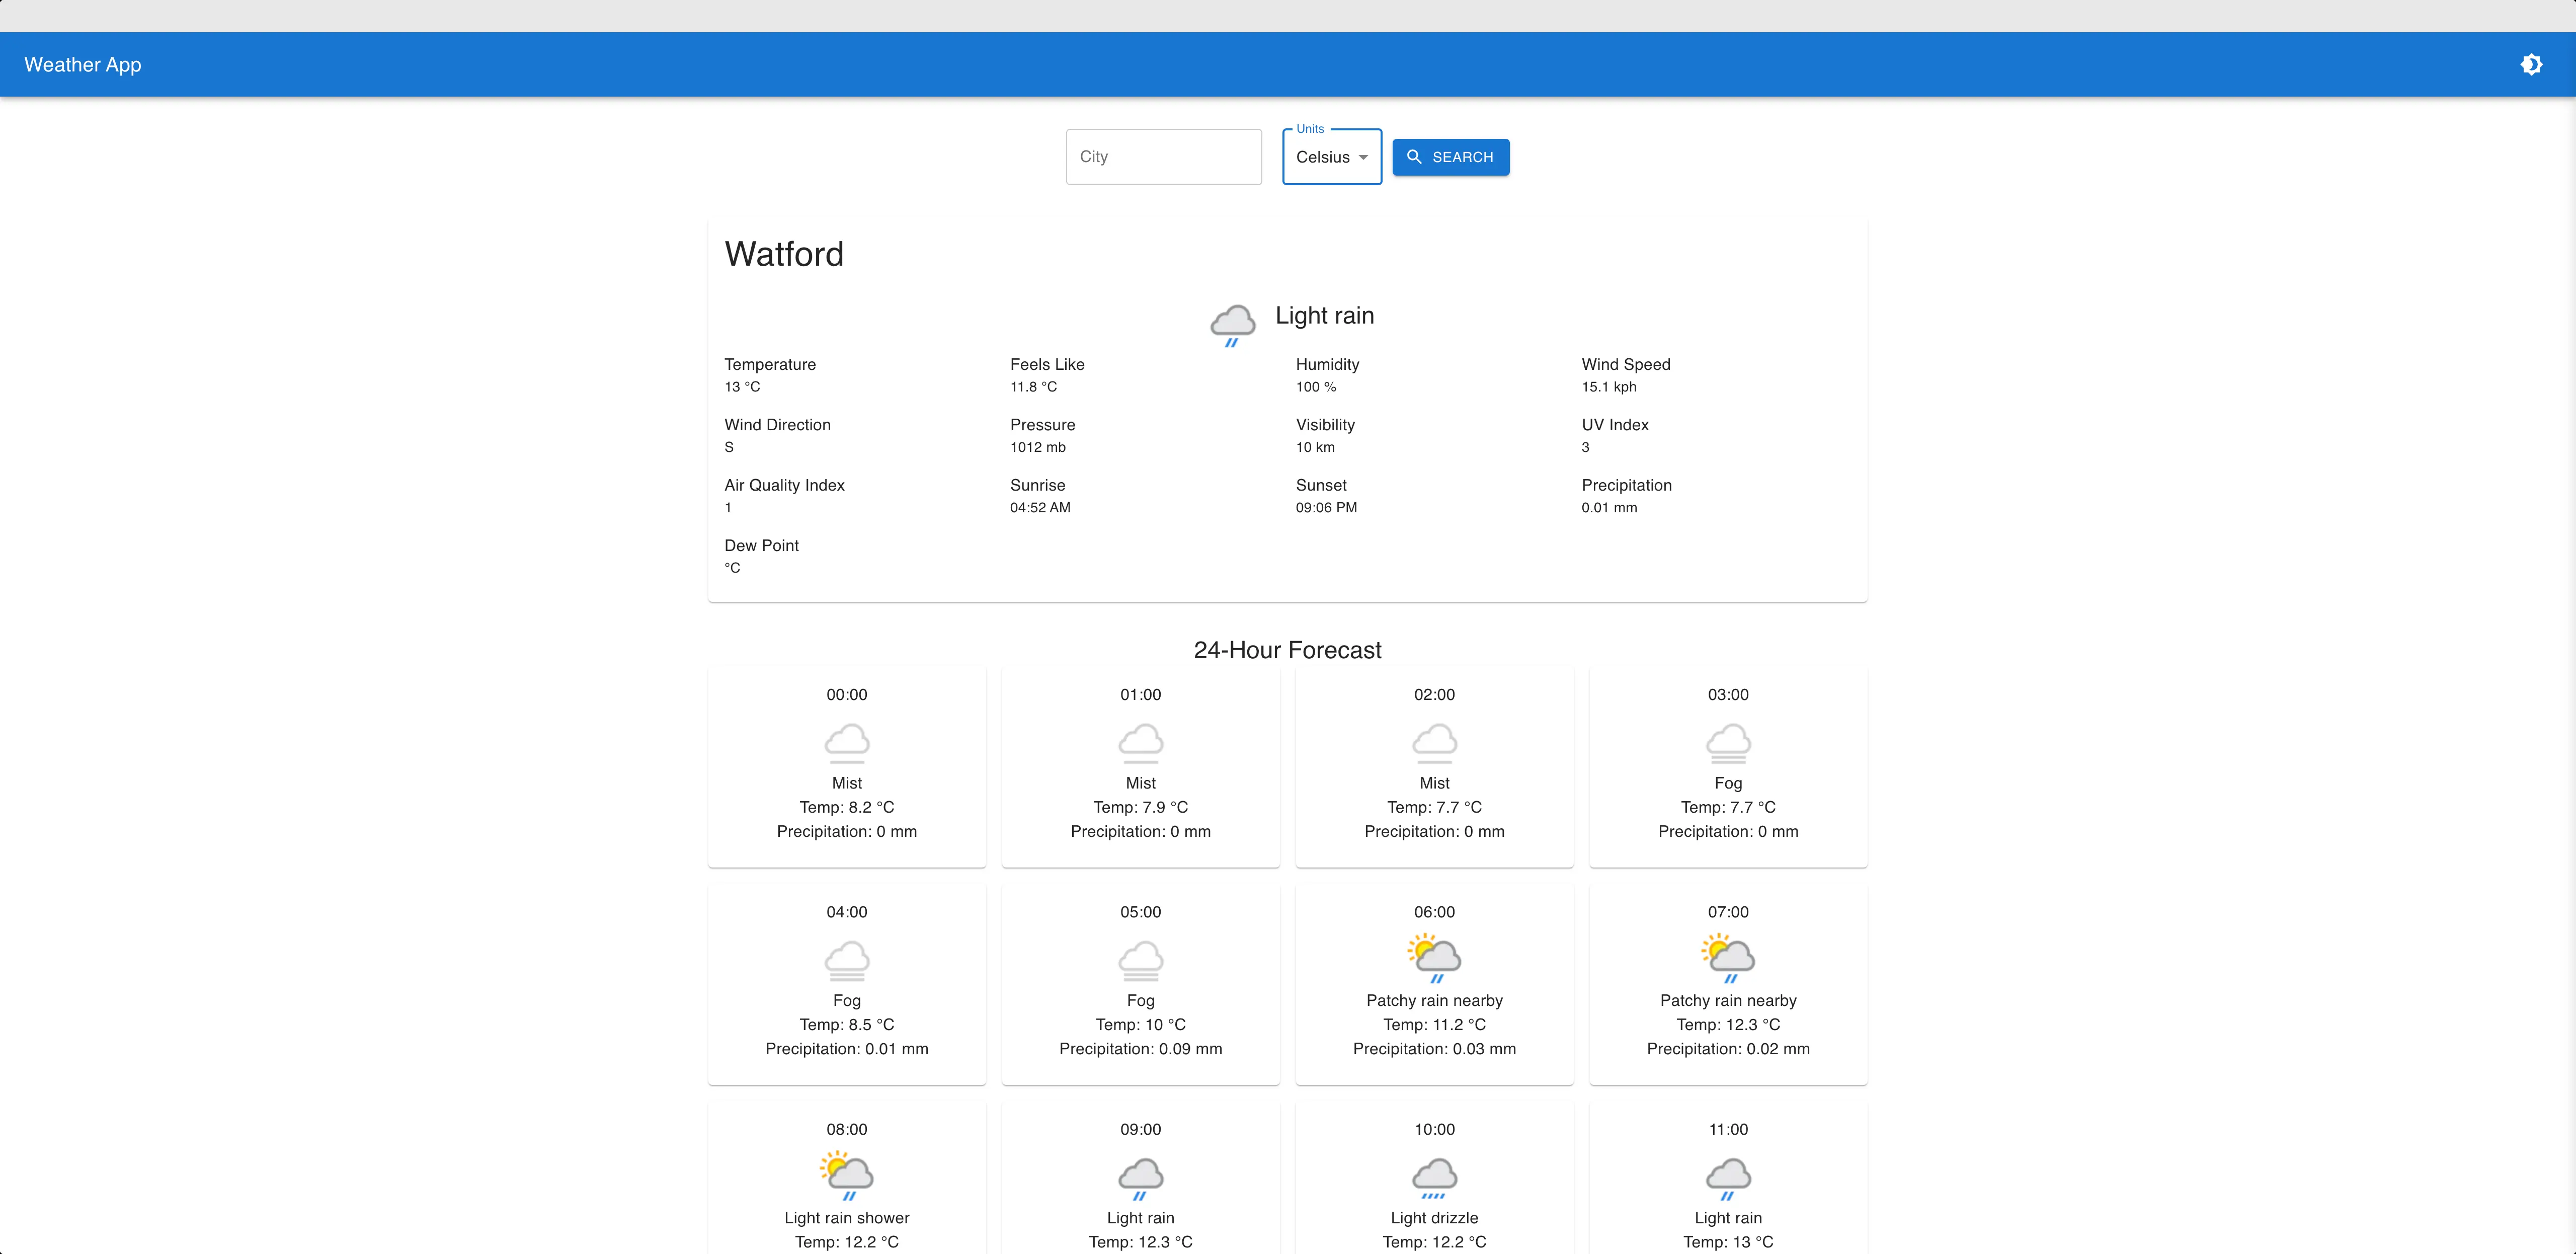 Weather App
City
Units
Celsius
SEARCH
Watford
Light rain
Temperature Feels Like Humidity Wind Speed
13 °C 11.8 °C 100 % 15.1 kph
Wind Direction Pressure Visibility UV Index
S 1012 mb 10 km 3
Air Quality Index Sunrise Sunset Precipitation
1 04:52 AM 09:06 PM 0.01 mm
Dew Point
°C
24-Hour Forecast
00:00 01:00 02:00 03:00
Mist Mist Mist Fog
Temp: 8.2 °C Temp: 7.9 °C Temp: 7.7 °C Temp: 7.7 °C
Precipitation: 0 mm Precipitation: 0 mm Precipitation: 0 mm Precipitation: 0 mm
04:00 05:00 06:00 07:00
Fog Fog Patchy rain nearby Patchy rain nearby
Temp: 8.5 °C Temp: 10 °C Temp: 11.2 °C Temp: 12.3 °C
Precipitation: 0.01 mm Precipitation: 0.09 mm Precipitation: 0.03 mm Precipitation: 0.02 mm
08:00 09:00 10:00 11:00
Light rain shower Light rain Light drizzle Light rain
Temp: 12.2 °C Temp: 12.3 °C Temp: 12.2 °C Temp: 13 °C